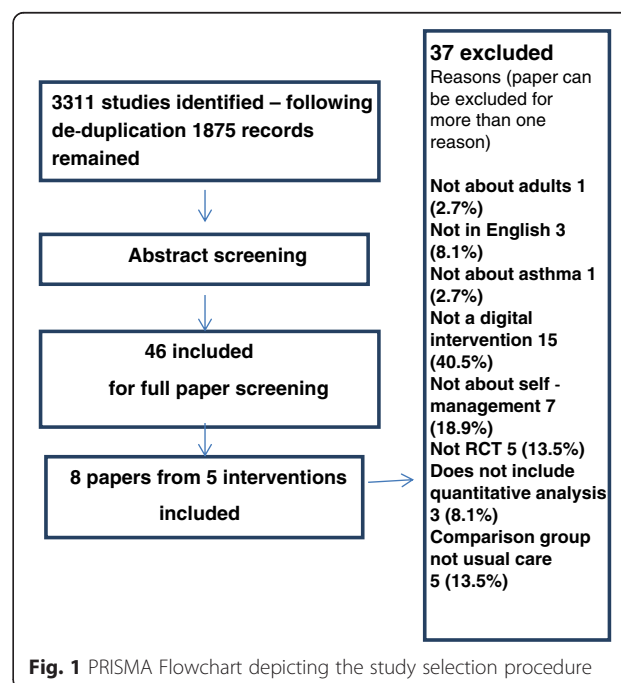 3311 studies identified – following
de-duplication 1875 records
remained
Abstract screening
46 included
for full paper screening
8 papers from 5 interventions
included
37 excluded
Reasons (paper can
be excluded for
more than one
reason)
Not about adults 1
(2.7%)
Not in English 3
(8.1%)
Not about asthma 1
(2.7%)
Not a digital
intervention 15
(40.5%)
Not about self -
management 7
(18.9%)
Not RCT 5 (13.5%)
Does not include
quantitative analysis
3 (8.1%)
Comparison group
not usual care
5 (13.5%)
Fig. 1 PRISMA Flowchart depicting the study selection procedure